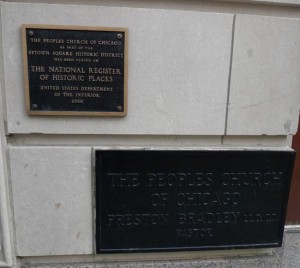 THE PEOPLES CHURCH OF CHICAGO
AS PART OF THE
UPTOWN SQUARE HISTORIC DISTRICT
HAS BEEN PLACED ON
THE NATIONAL REGISTER
OF HISTORIC PLACES
UNITED STATES DEPARTMENT
OF THE INTERIOR
2000
THE PEOPLES CHURCH
OF CHICAGO
PRESTON BRADLEY
PASTOR